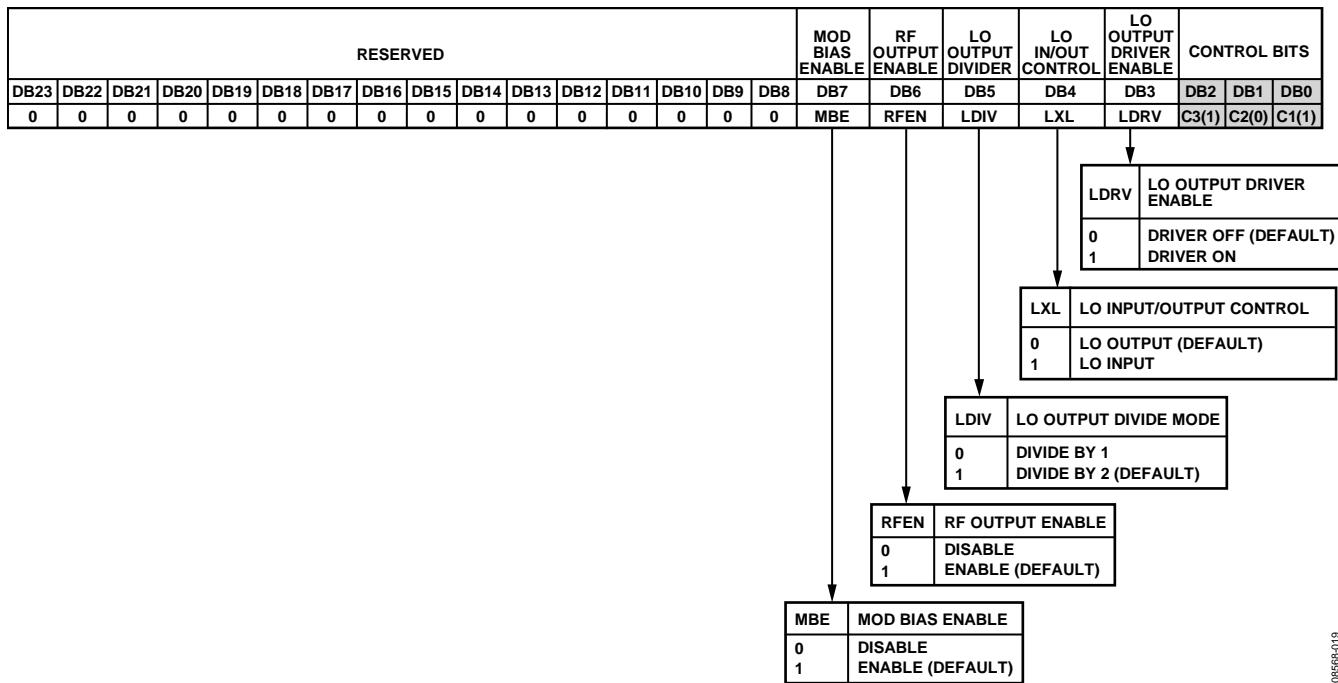 RESERVED
MOD BIAS ENABLE
RF OUTPUT ENABLE
LO OUTPUT DIVIDER
LO IN/OUT CONTROL
LO OUTPUT DRIVER ENABLE
CONTROL BITS
DB23 DB22 DB21 DB20 DB19 DB18 DB17 DB16 DB15 DB14 DB13 DB12 DB11 DB10 DB9 DB8 DB7 DB6 DB5 DB4 DB3 DB2 DB1 DB0
0 0 0 0 0 0 0 0 0 0 0 0 0 0 0 0 MBE RFEN LDIV LXL LDRV C3(1) C2(0) C1(1)
LDRV LO OUTPUT DRIVER
ENABLE
0 DRIVER OFF (DEFAULT)
1 DRIVER ON
LXL LO INPUT/OUTPUT CONTROL
0 LO OUTPUT (DEFAULT)
1 LO INPUT
LDIV LO OUTPUT DIVIDE MODE
0 DIVIDE BY 1
1 DIVIDE BY 2 (DEFAULT)
RFEN RF OUTPUT ENABLE
0 DISABLE
1 ENABLE (DEFAULT)
MBE MOD BIAS ENABLE
0 DISABLE
1 ENABLE (DEFAULT)
08568-019